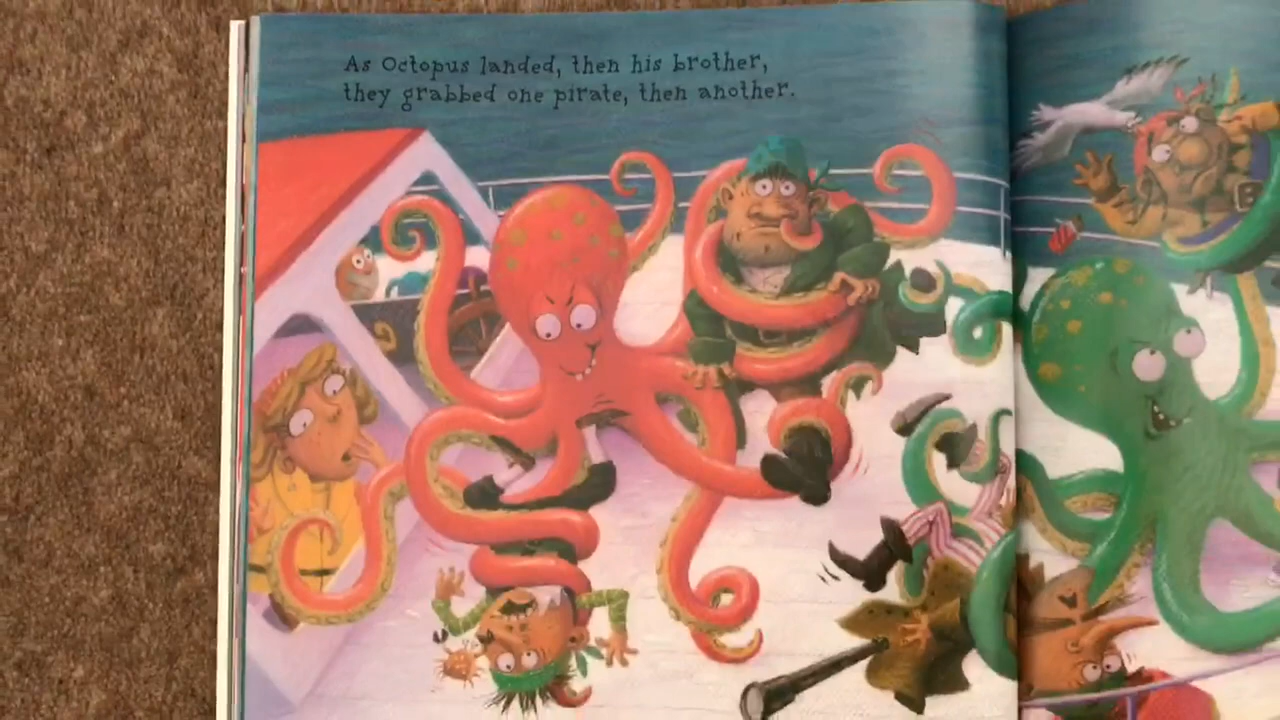 As Octopus landed, then his brother,
they grabbed one pirate, then another.